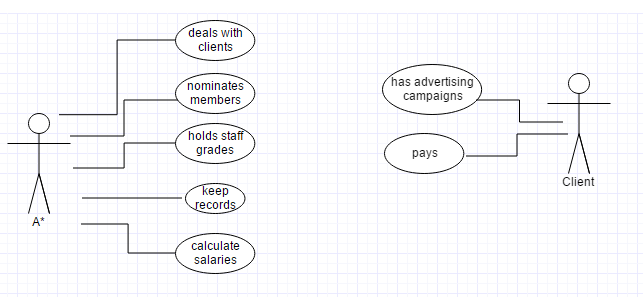 deals with
clients
nominates
members
holds staff
grades
keep
records
calculate
salaries
A*
has advertising
campaigns
pays
Client